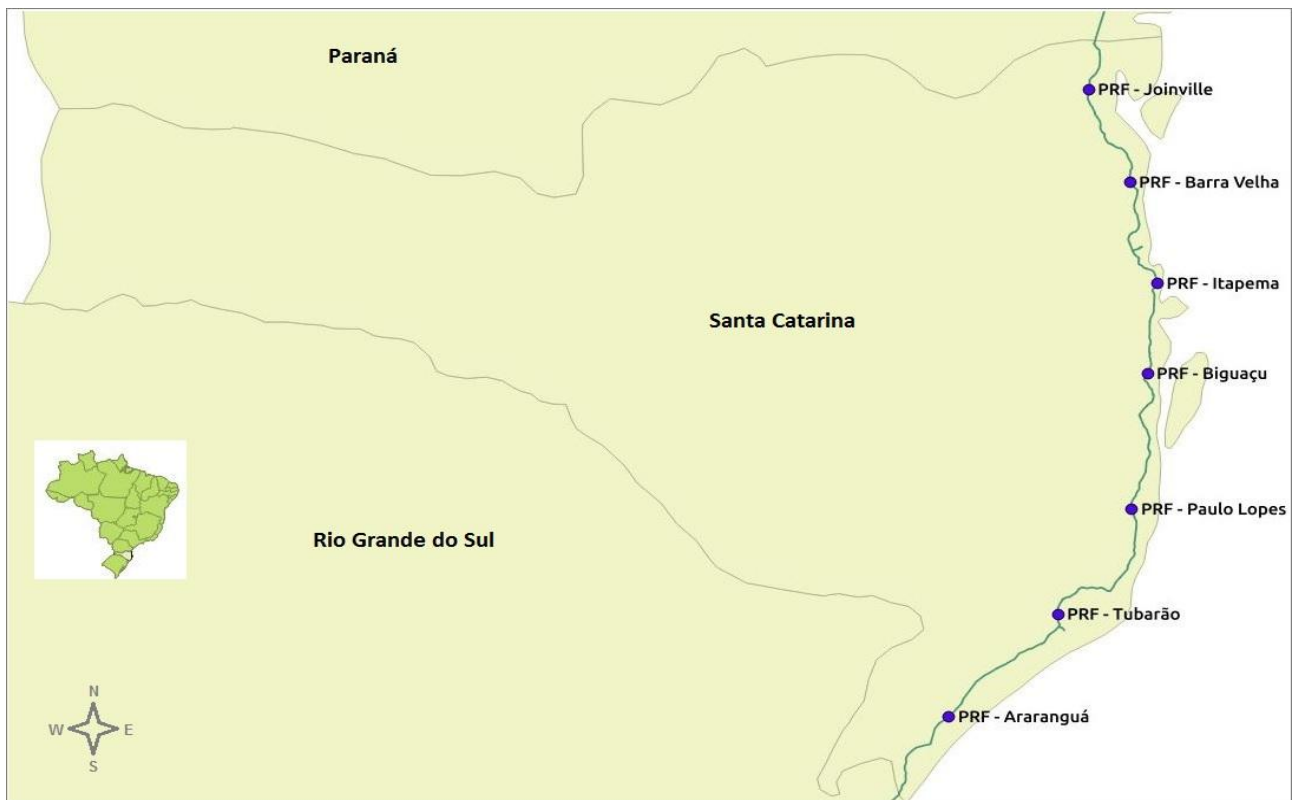 Paraná
PRF - Joinville
PRF - Barra Velha
PRF - Itapema
Santa Catarina
PRF - Biguaçu
PRF - Paulo Lopes
Rio Grande do Sul
PRF - Tubarão
N
W E
S
PRF - Araranguá